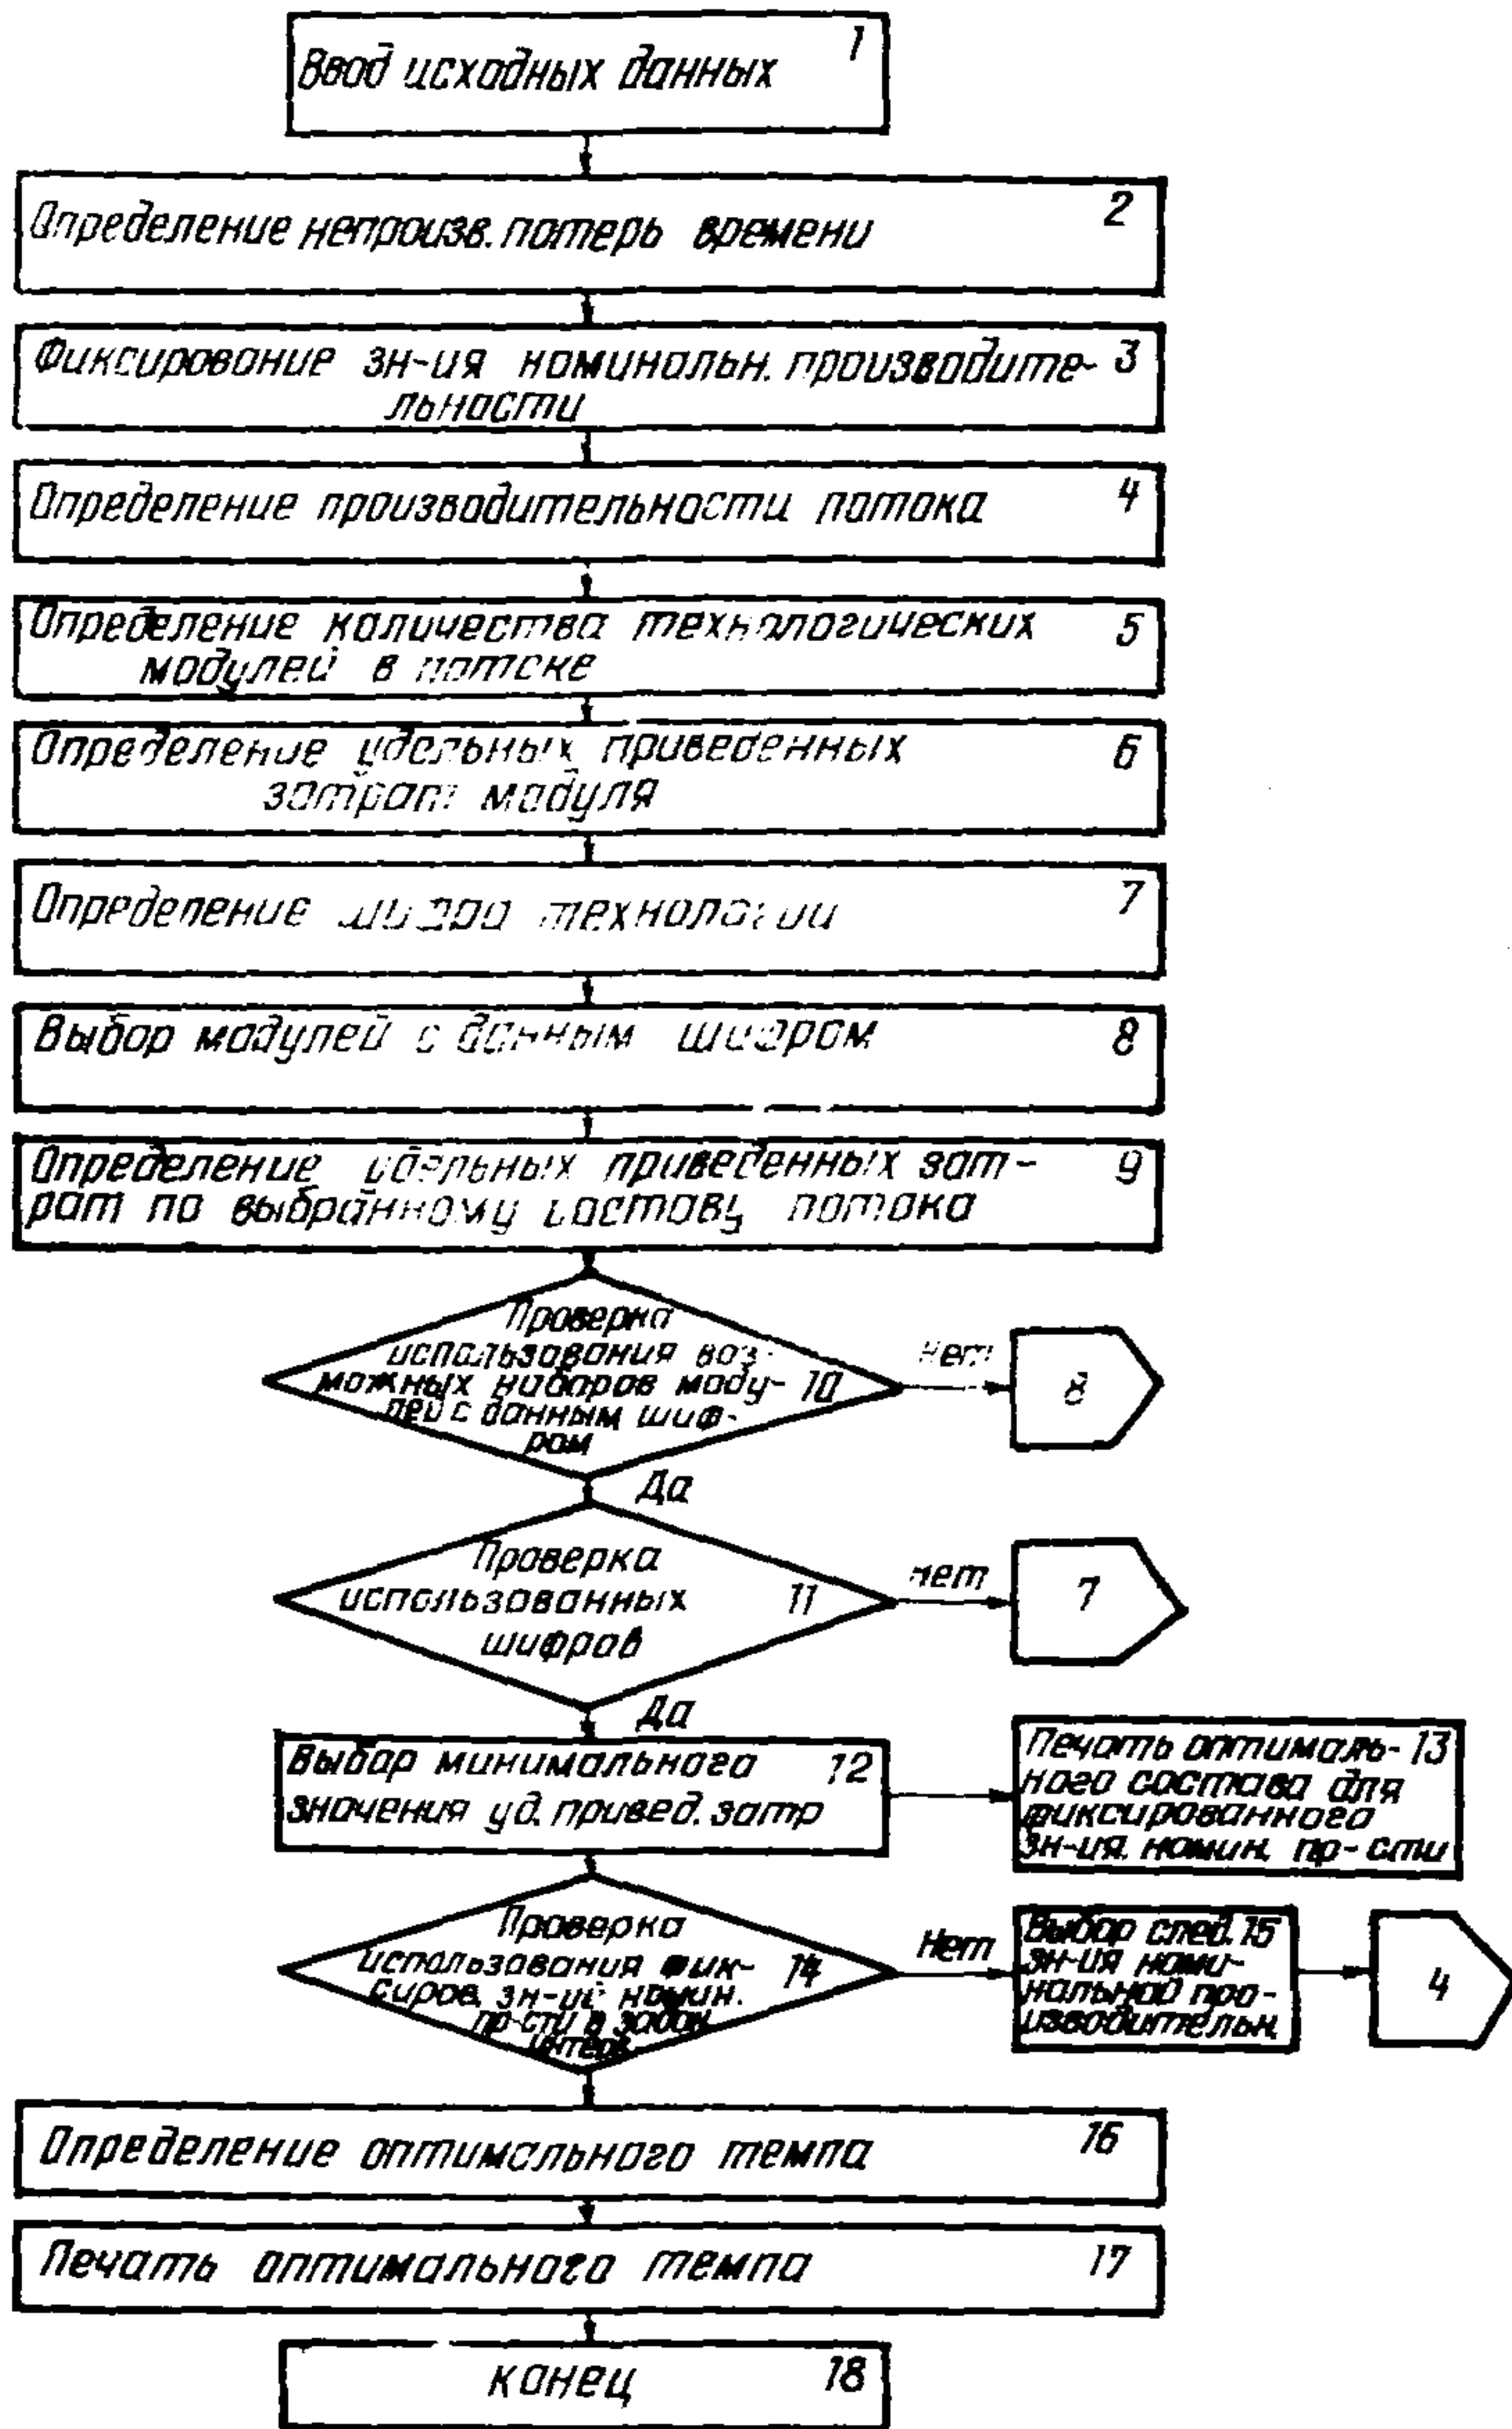 1
Ввод исходных данных
2
Определение непроизв. потерь времени
Фиксирование зн-ия номинальн. производите- 3
льности
4
Определение производительности потока
Определение количества технологических 5
модулей в потоке
Определение удельных приведенных 6
затрат модуля
7
Определение шифра технологии
Выбор модулей с данным шифром 8
Определение удельных приведенных зат- 9
рат по выбранному составу потока
Проверка
использования воз-
можных наборов моду- 10
лей с данным шиф-
ром
нет
8
Да
Проверка
использованных 11
шифров
нет
7
Да
Выбор минимального 12
значения уд. привед. затр
Печать оптималь- 13
ного состава для
фиксированного
зн-ия. номин. пр-сти
Проверка
использования фик- 14
сиров. зн-ий номин.
пр-сти в задан.
интерв.
Нет
Выбор след. 15
зн-ия номи-
нальной про-
изводительн.
4
Определение оптимального темпа 16
Печать оптимального темпа 17
конец 18